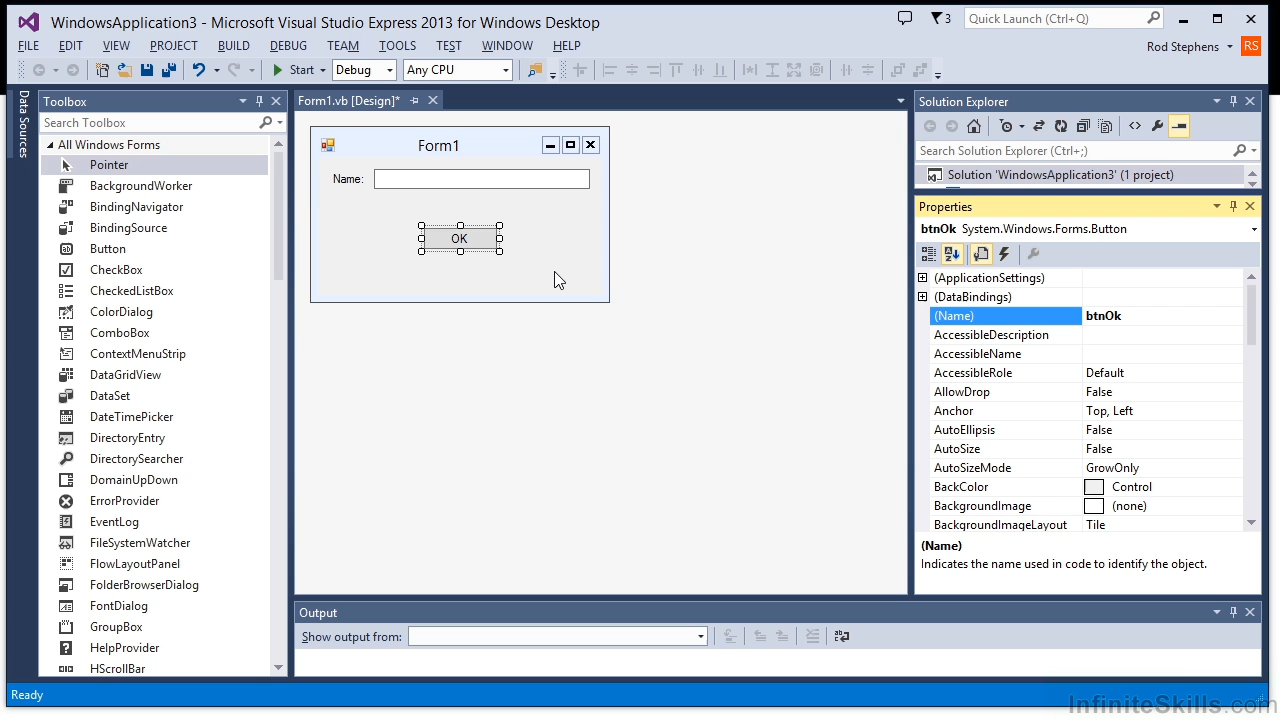 WindowsApplication3 - Microsoft Visual Studio Express 2013 for Windows Desktop
3
Quick Launch (Ctrl+Q)
FILE EDIT VIEW PROJECT BUILD DEBUG TEAM TOOLS TEST WINDOW HELP
Rod Stephens RS
Start Debug Any CPU
Data Sources
Toolbox
Search Toolbox
All Windows Forms
Pointer
BackgroundWorker
BindingNavigator
BindingSource
Button
CheckBox
CheckedListBox
ColorDialog
ComboBox
ContextMenuStrip
DataGridView
DataSet
DateTimePicker
DirectoryEntry
DirectorySearcher
DomainUpDown
ErrorProvider
EventLog
FileSystemWatcher
FlowLayoutPanel
FolderBrowserDialog
FontDialog
GroupBox
HelpProvider
HScrollBar
Form1.vb [Design]*
Form1
Name:
OK
Output
Show output from:
Solution Explorer
Search Solution Explorer (Ctrl+;)
Solution 'WindowsApplication3' (1 project)
Properties
btnOk System.Windows.Forms.Button
(ApplicationSettings)
(DataBindings)
(Name) btnOk
AccessibleDescription
AccessibleName
AccessibleRole Default
AllowDrop False
Anchor Top, Left
AutoEllipsis False
AutoSize False
AutoSizeMode GrowOnly
BackColor Control
BackgroundImage (none)
BackgroundImageLayout Tile
(Name)
Indicates the name used in code to identify the object.
Ready
InfiniteSkills.com